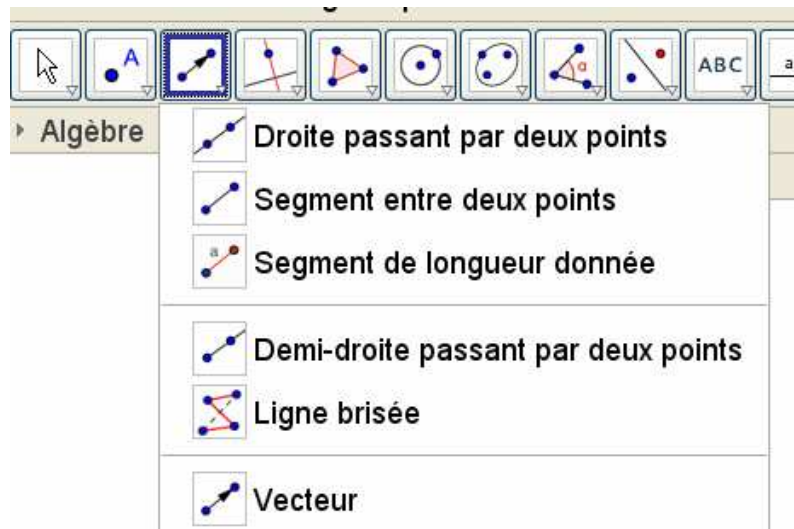 A
α
ABC
a
Algèbre
Droite passant par deux points
Segment entre deux points
a
Segment de longueur donnée
Demi-droite passant par deux points
Ligne brisée
Vecteur